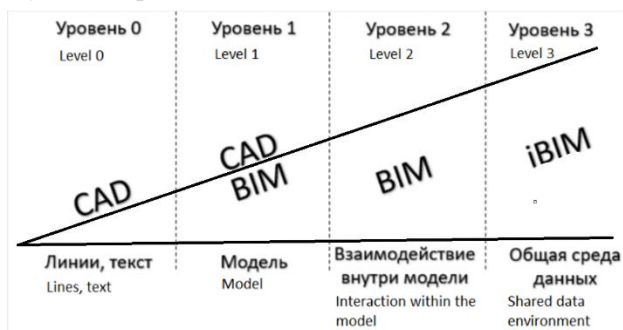 Уровень 0
Level 0
Уровень 1
Level 1
Уровень 2
Level 2
Уровень 3
Level 3
CAD
CAD
BIM
BIM
iBIM
Линии, текст
Lines, text
Модель
Model
Взаимодействие
внутри модели
Interaction within the
model
Общая среда
данных
Shared data
environment